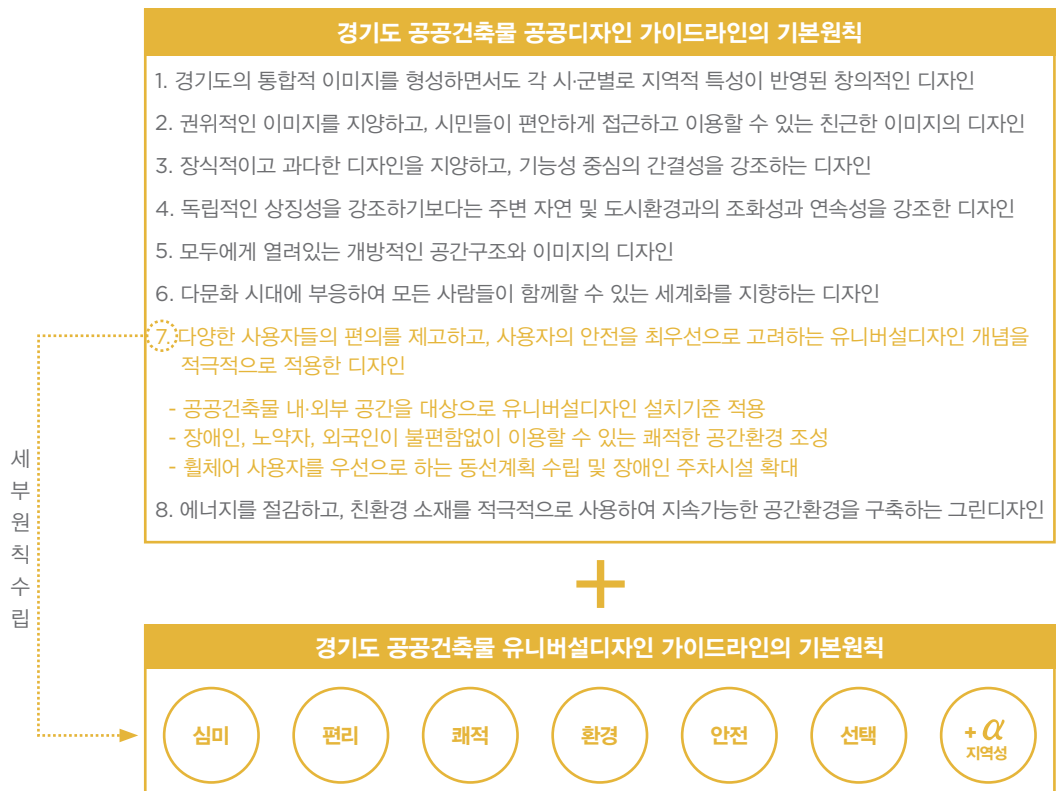 경기도 공공건축물 공공디자인 가이드라인의 기본원칙
1. 경기도의 통합적 이미지를 형성하면서도 각 시·군별로 지역적 특성이 반영된 창의적인 디자인
2. 권위적인 이미지를 지양하고, 시민들이 편안하게 접근하고 이용할 수 있는 친근한 이미지의 디자인
3. 장식적이고 과다한 디자인을 지양하고, 기능성 중심의 간결성을 강조하는 디자인
4. 독립적인 상징성을 강조하기보다는 주변 자연 및 도시환경과의 조화성과 연속성을 강조한 디자인
5. 모두에게 열려있는 개방적인 공간구조와 이미지의 디자인
6. 다문화 시대에 부응하여 모든 사람들이 함께할 수 있는 세계화를 지향하는 디자인
7. 다양한 사용자들의 편의를 제고하고, 사용자의 안전을 최우선으로 고려하는 유니버설디자인 개념을
적극적으로 적용한 디자인
- 공공건축물 내·외부 공간을 대상으로 유니버설디자인 설치기준 적용
- 장애인, 노약자, 외국인이 불편함없이 이용할 수 있는 쾌적한 공간환경 조성
- 휠체어 사용자를 우선으로 하는 동선계획 수립 및 장애인 주차시설 확대
8. 에너지를 절감하고, 친환경 소재를 적극적으로 사용하여 지속가능한 공간환경을 구축하는 그린디자인
세부원칙수립
+
경기도 공공건축물 유니버설디자인 가이드라인의 기본원칙
심미
편리
쾌적
환경
안전
선택
+ α
지역성